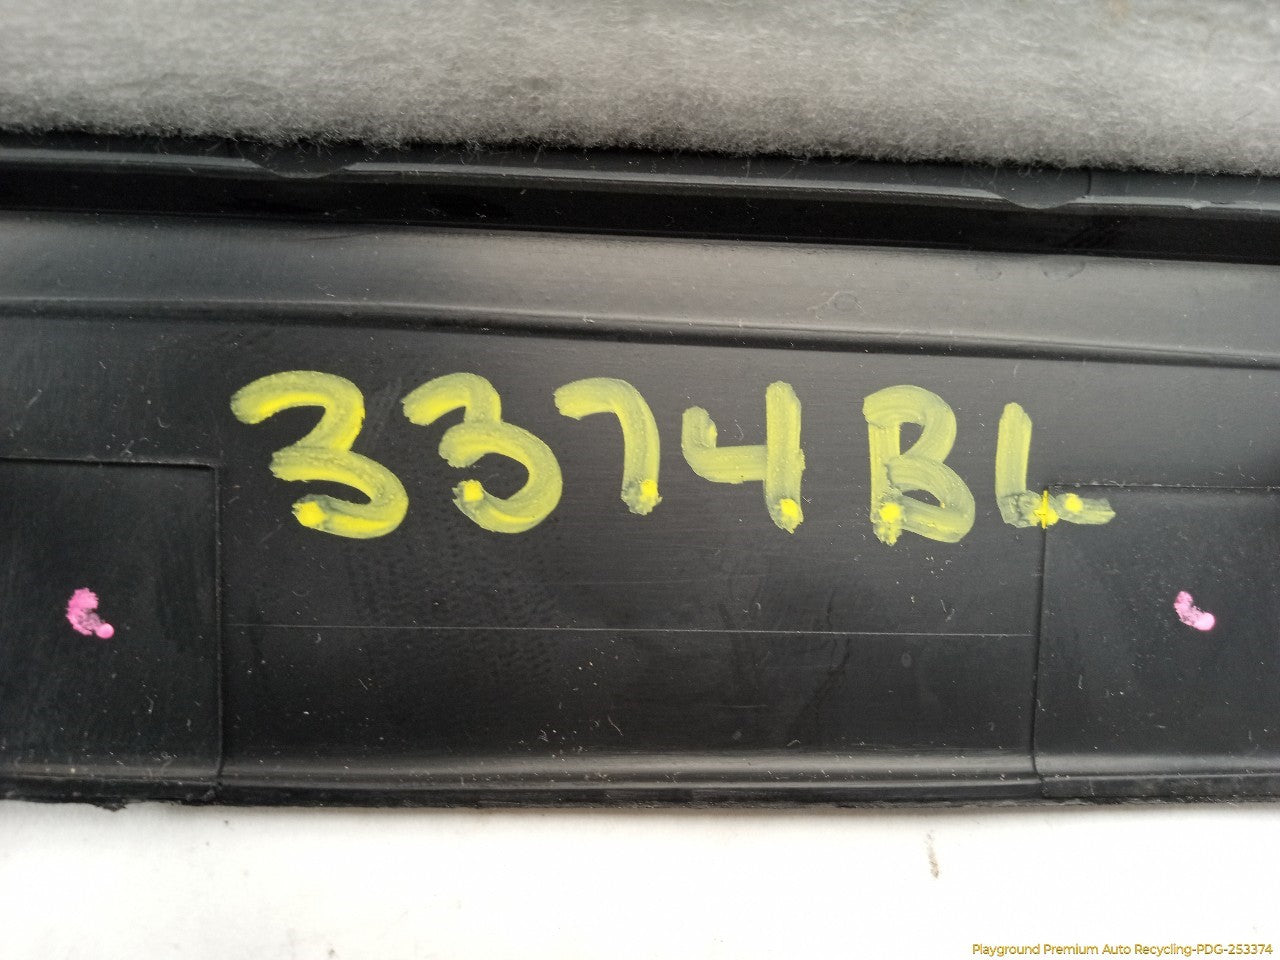 3374BL
Playground Premium Auto Recycling-PDG-253374